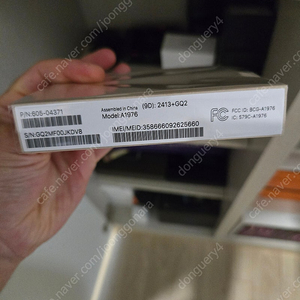 Assembled in China (9D): 2413+GQ2
P/N:605-04371
Model A1976
FCC ID: BCG-A1976
IC: 579C-A1976
S/N:GQ2MF00JKDV8
IMEI/MEID:358666092625660
cafe.naver.com/joonggonara
donguery4